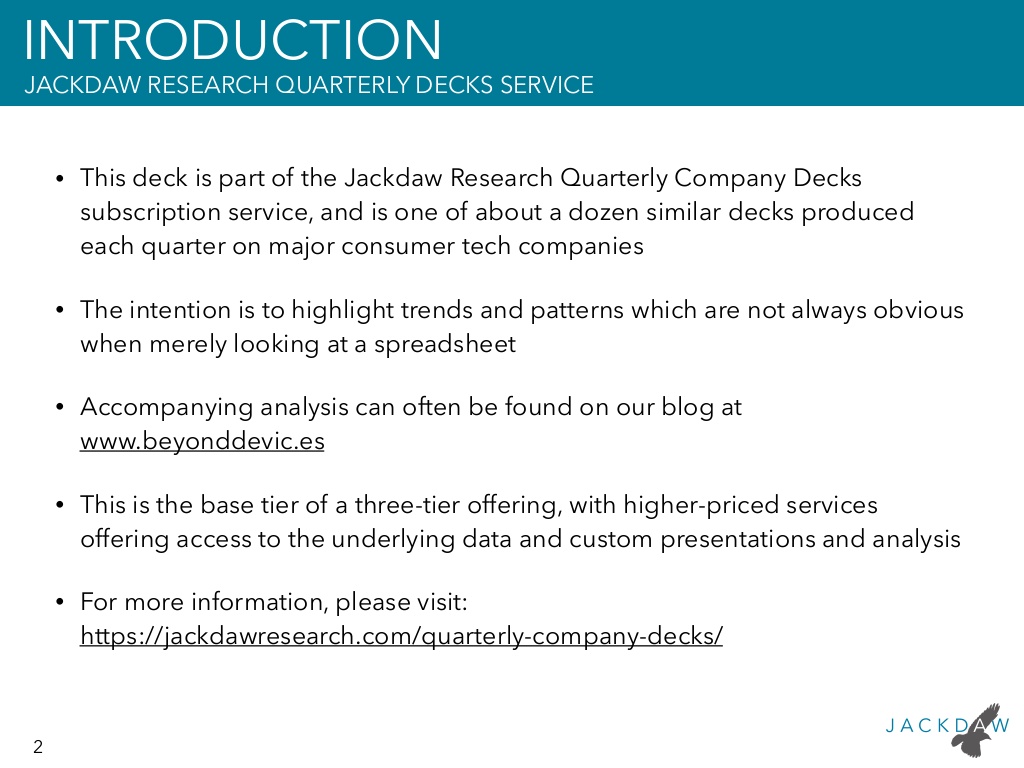 INTRODUCTION
JACKDAW RESEARCH QUARTERLY DECKS SERVICE
• This deck is part of the Jackdaw Research Quarterly Company Decks
subscription service, and is one of about a dozen similar decks produced
each quarter on major consumer tech companies
• The intention is to highlight trends and patterns which are not always obvious
when merely looking at a spreadsheet
• Accompanying analysis can often be found on our blog at
www.beyonddevic.es
• This is the base tier of a three-tier offering, with higher-priced services
offering access to the underlying data and custom presentations and analysis
• For more information, please visit:
https://jackdawresearch.com/quarterly-company-decks/
JACKDAW
2